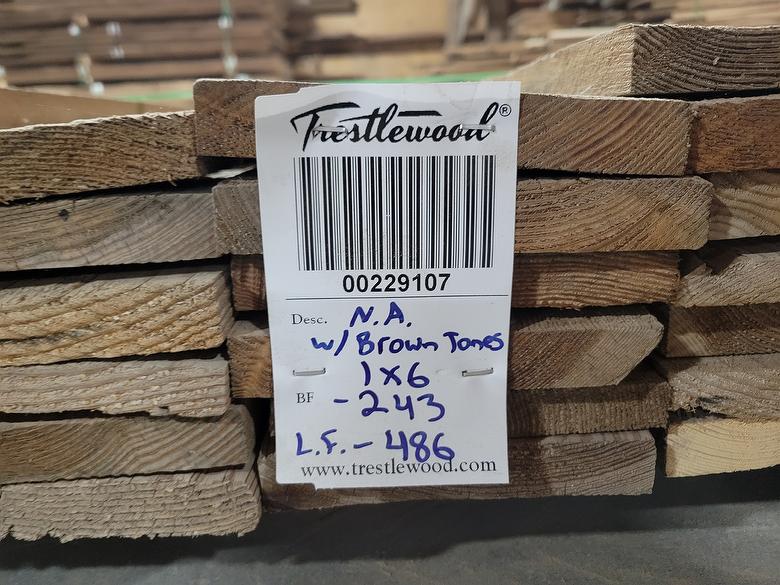 Trestlewood®
00229107
Desc. N.A.
w/ Brown Tones
1x6
BF - 243
L.F. - 486
www.trestlewood.com